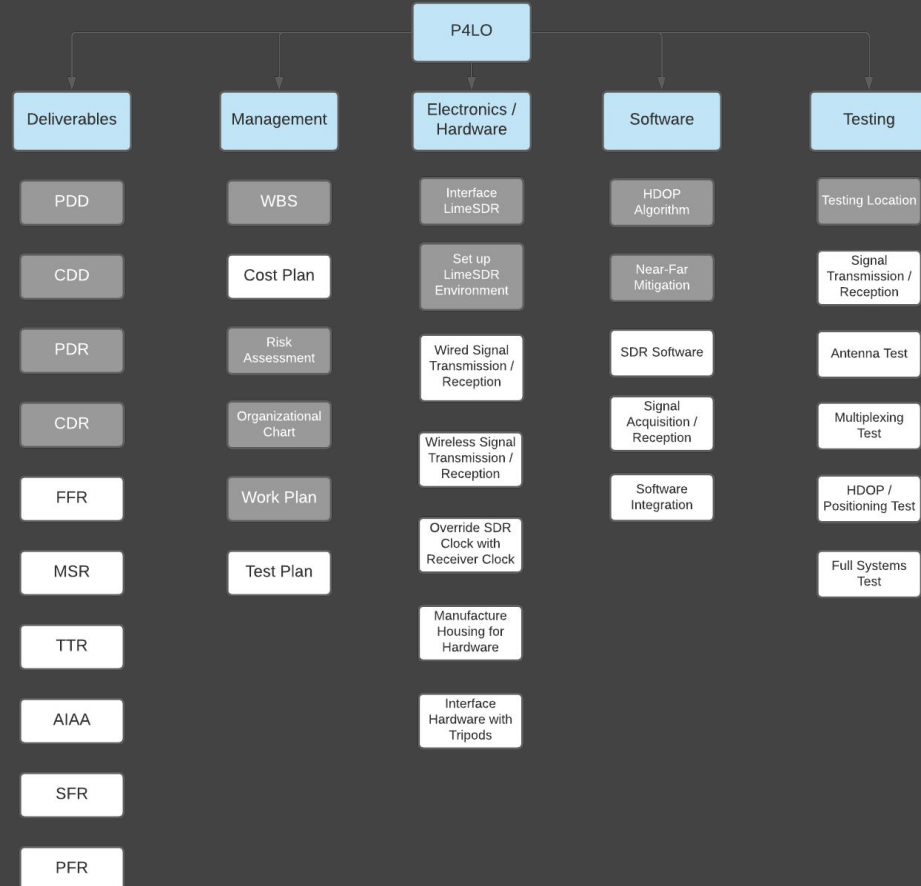 P4LO
Deliverables
Management
Electronics /
Hardware
Software
Testing
PDD
CDD
PDR
CDR
FFR
MSR
TTR
AIAA
SFR
PFR
WBS
Cost Plan
Risk
Assessment
Organizational
Chart
Work Plan
Test Plan
Interface
LimeSDR
Set up
LimeSDR
Environment
Wired Signal
Transmission /
Reception
Wireless Signal
Transmission /
Reception
Override SDR
Clock with
Receiver Clock
Manufacture
Housing for
Hardware
Interface
Hardware with
Tripods
HDOP
Algorithm
Near-Far
Mitigation
SDR Software
Signal
Acquisition /
Reception
Software
Integration
Testing Location
Signal
Transmission /
Reception
Antenna Test
Multiplexing
Test
HDOP /
Positioning Test
Full Systems
Test